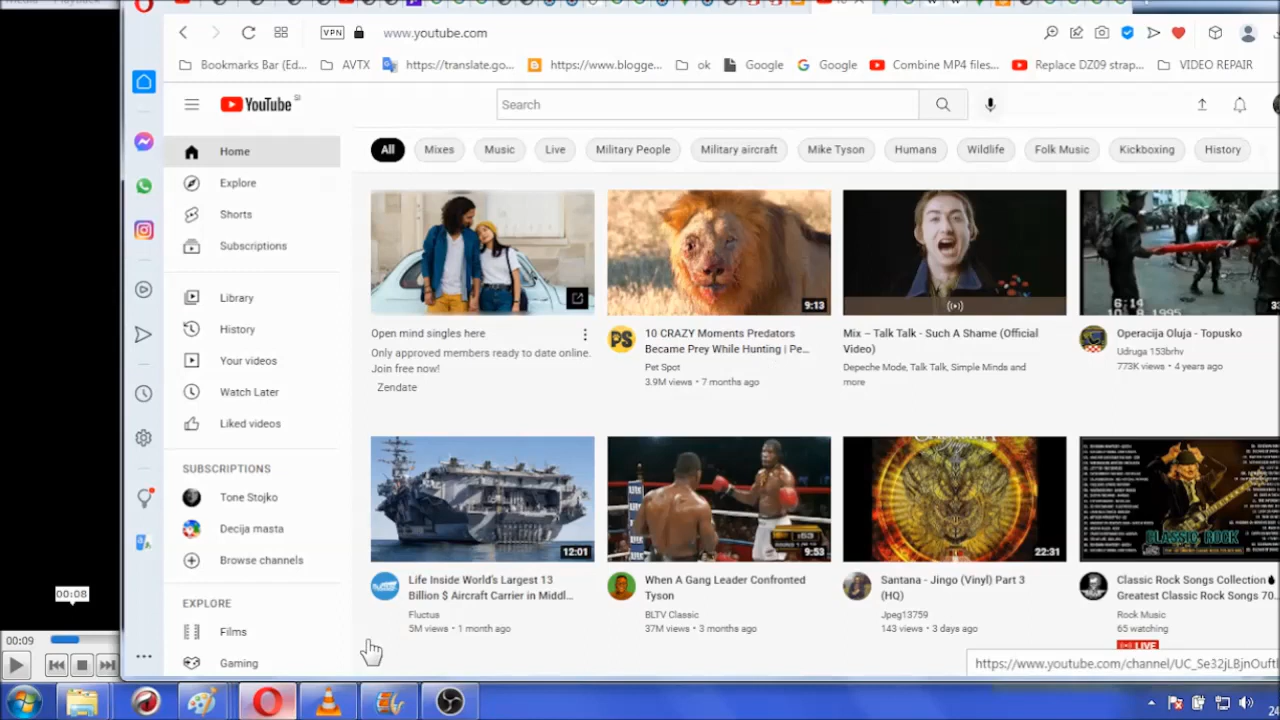 VPN
www.youtube.com
Bookmarks Bar (Ed...
AVTX
https://translate.go...
https://www.blogge...
ok
Google
Google
Combine MP4 files...
Replace DZ09 strap...
VIDEO REPAIR
YouTube
Search
Home
Explore
Shorts
Subscriptions
Library
History
Your videos
Watch Later
Liked videos
SUBSCRIPTIONS
Tone Stojko
Decija masta
Browse channels
EXPLORE
Films
Gaming
All
Mixes
Music
Live
Military People
Military aircraft
Mike Tyson
Humans
Wildlife
Folk Music
Kickboxing
History
Open mind singles here
Only approved members ready to date online.
Join free now!
Zendate
9:13
PS
10 CRAZY Moments Predators
Became Prey While Hunting | Pe...
Pet Spot
3.9M views • 7 months ago
Mix – Talk Talk - Such A Shame (Official
Video)
Depeche Mode, Talk Talk, Simple Minds and
more
6:14
Operacija Oluja - Topusko
Udruga 153brhv
773K views • 4 years ago
12:01
Life Inside World's Largest 13
Billion $ Aircraft Carrier in Middl...
Fluctus
5M views • 1 month ago
9:53
When A Gang Leader Confronted
Tyson
BLTV Classic
37M views • 3 months ago
22:31
Santana - Jingo (Vinyl) Part 3
(HQ)
Jpeg13759
143 views • 3 days ago
CLASSIC ROCK
Classic Rock Songs Collection
Greatest Classic Rock Songs 70...
Rock Music
65 watching
LIVE
https://www.youtube.com/channel/UC_Se32jLBjnOuft
00:08
00:09